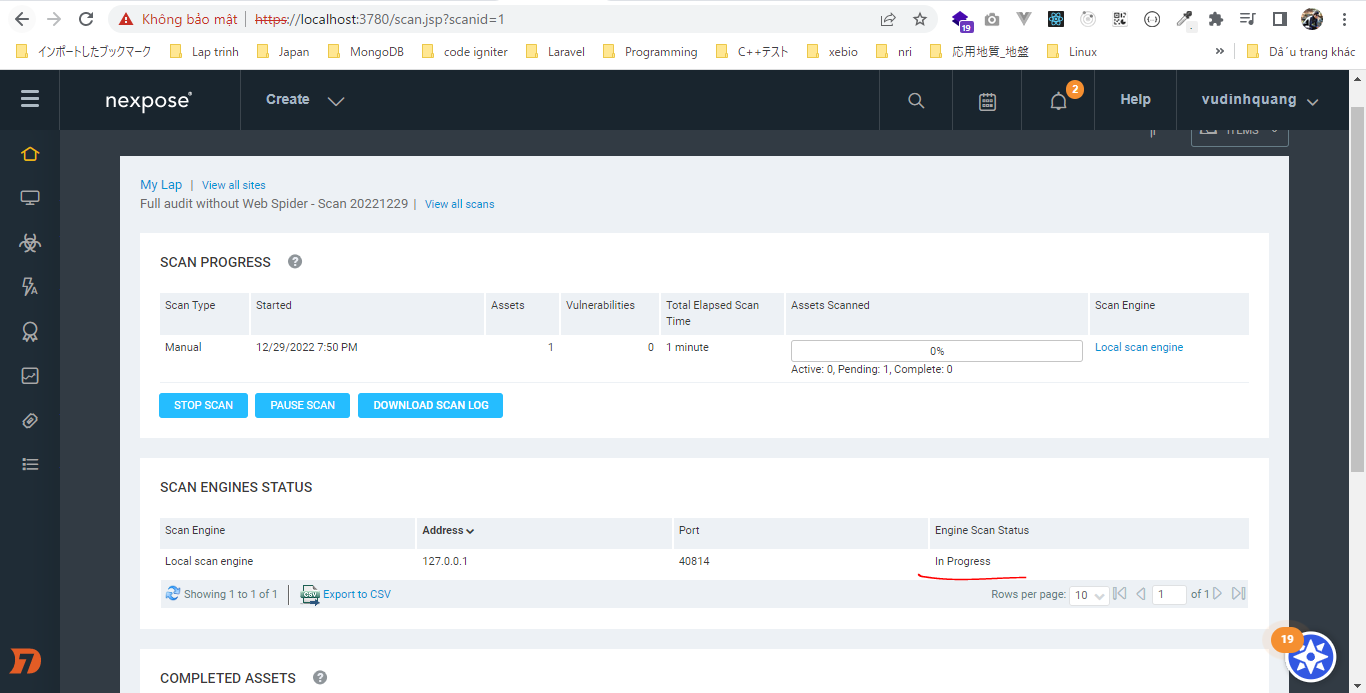 Không bảo mật https://localhost:3780/scan.jsp?scanid=1
19
インポートしたブックマーク Lap trinh Japan MongoDB code igniter Laravel Programming C++テスト xebio nri 応用地質_地盤 Linux » Dấu trang khác
nexpose® Create 2 Help vudinhquang
ITEMS
My Lap | View all sites
Full audit without Web Spider - Scan 20221229 | View all scans
SCAN PROGRESS ?
Scan Type Started Assets Vulnerabilities Total Elapsed Scan Time Assets Scanned Scan Engine
Manual 12/29/2022 7:50 PM 1 0 1 minute 0% Local scan engine
Active: 0, Pending: 1, Complete: 0
STOP SCAN PAUSE SCAN DOWNLOAD SCAN LOG
SCAN ENGINES STATUS
Scan Engine Address Port Engine Scan Status
Local scan engine 127.0.0.1 40814 In Progress
Showing 1 to 1 of 1 CSV Export to CSV Rows per page: 10 1 of 1
19
COMPLETED ASSETS ?